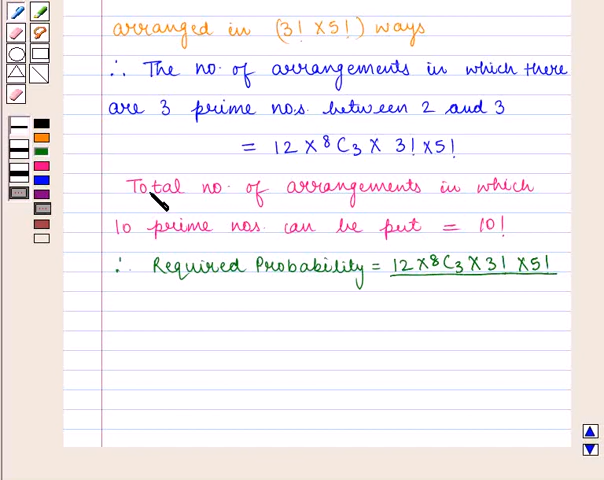 arranged in (3! × 5!) ways
∴ The no. of arrangements in which there
are 3 prime nos. between 2 and 3
= 12 × ⁸C₃ × 3! × 5!
Total no. of arrangements in which
10 prime nos. can be put = 10!
∴ Required Probability = 12 × ⁸C₃ × 3! × 5!